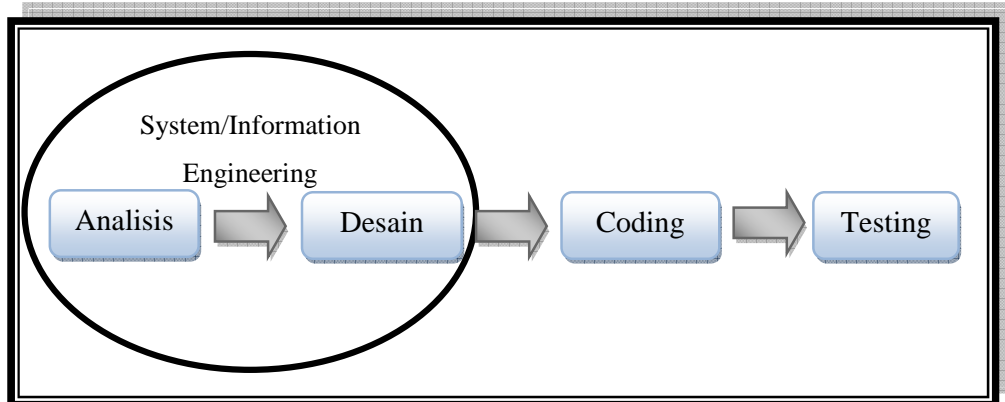 System/Information
Engineering
Analisis
Desain
Coding
Testing